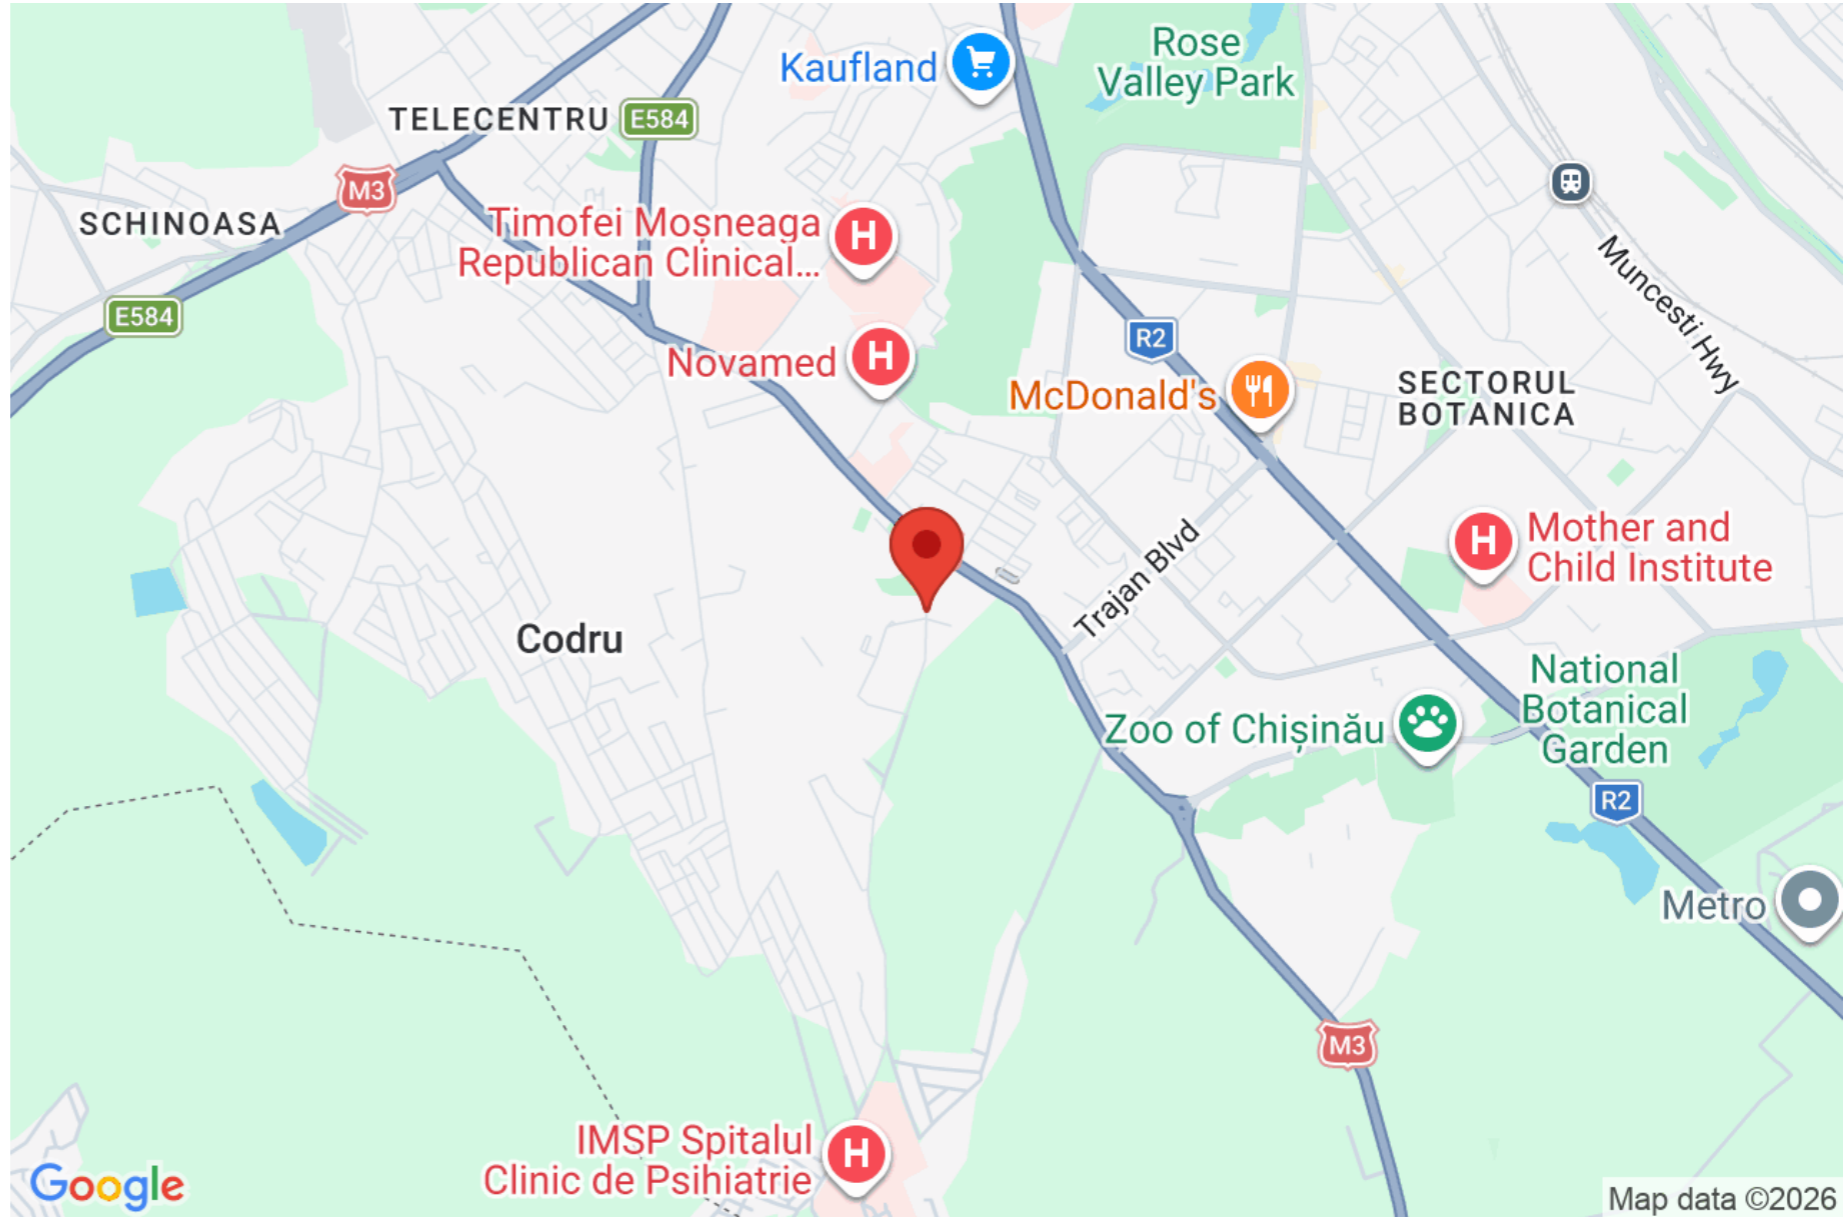 Rose
Valley Park
Kaufland
TELECENTRU
E584
M3
SCHINOASA
Timofei Moșneaga
Republican Clinical...
H
Muncesti Hwy
E584
R2
Novamed
H
McDonald's
SECTORUL
BOTANICA
Trajan Blvd
H
Mother and
Child Institute
Codru
National
Botanical
Garden
Zoo of Chișinău
R2
Metro
M3
IMSP Spitalul
Clinic de Psihiatrie
H
Google
Map data ©2026